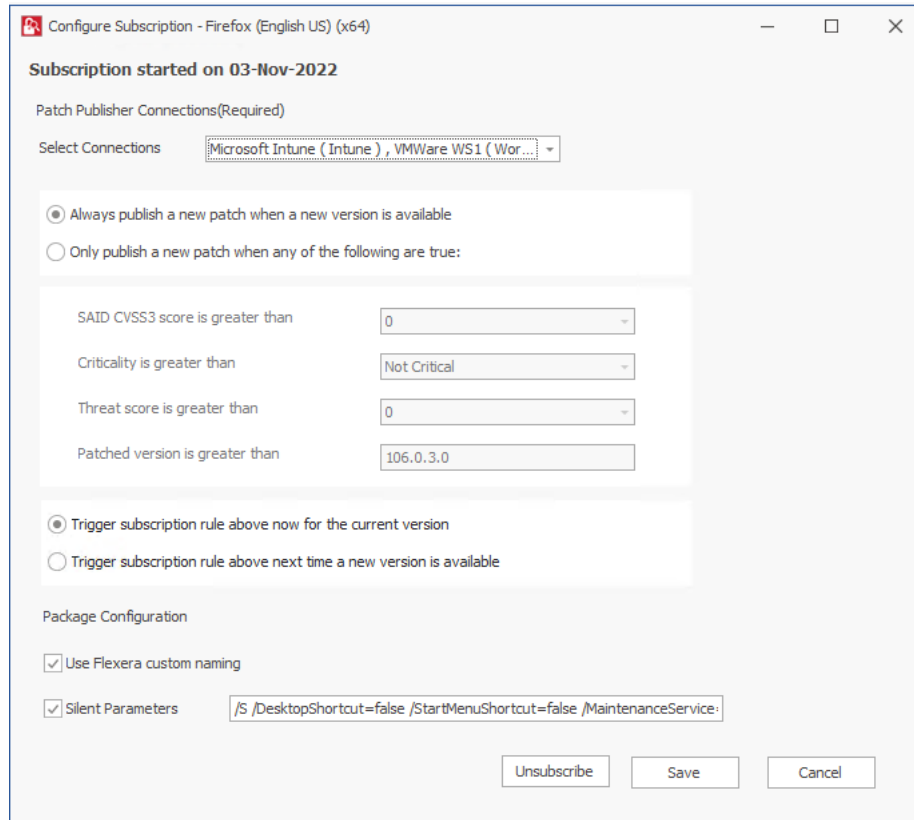 Configure Subscription - Firefox (English US) (x64)
Subscription started on 03-Nov-2022
Patch Publisher Connections(Required)
Select Connections Microsoft Intune ( Intune ) , VMWare WS1 ( Wor...
Always publish a new patch when a new version is available
Only publish a new patch when any of the following are true:
SAID CVSS3 score is greater than 0
Criticality is greater than Not Critical
Threat score is greater than 0
Patched version is greater than 106.0.3.0
Trigger subscription rule above now for the current version
Trigger subscription rule above next time a new version is available
Package Configuration
Use Flexera custom naming
Silent Parameters /S /DesktopShortcut=false /StartMenuShortcut=false /MaintenanceService=
Unsubscribe Save Cancel